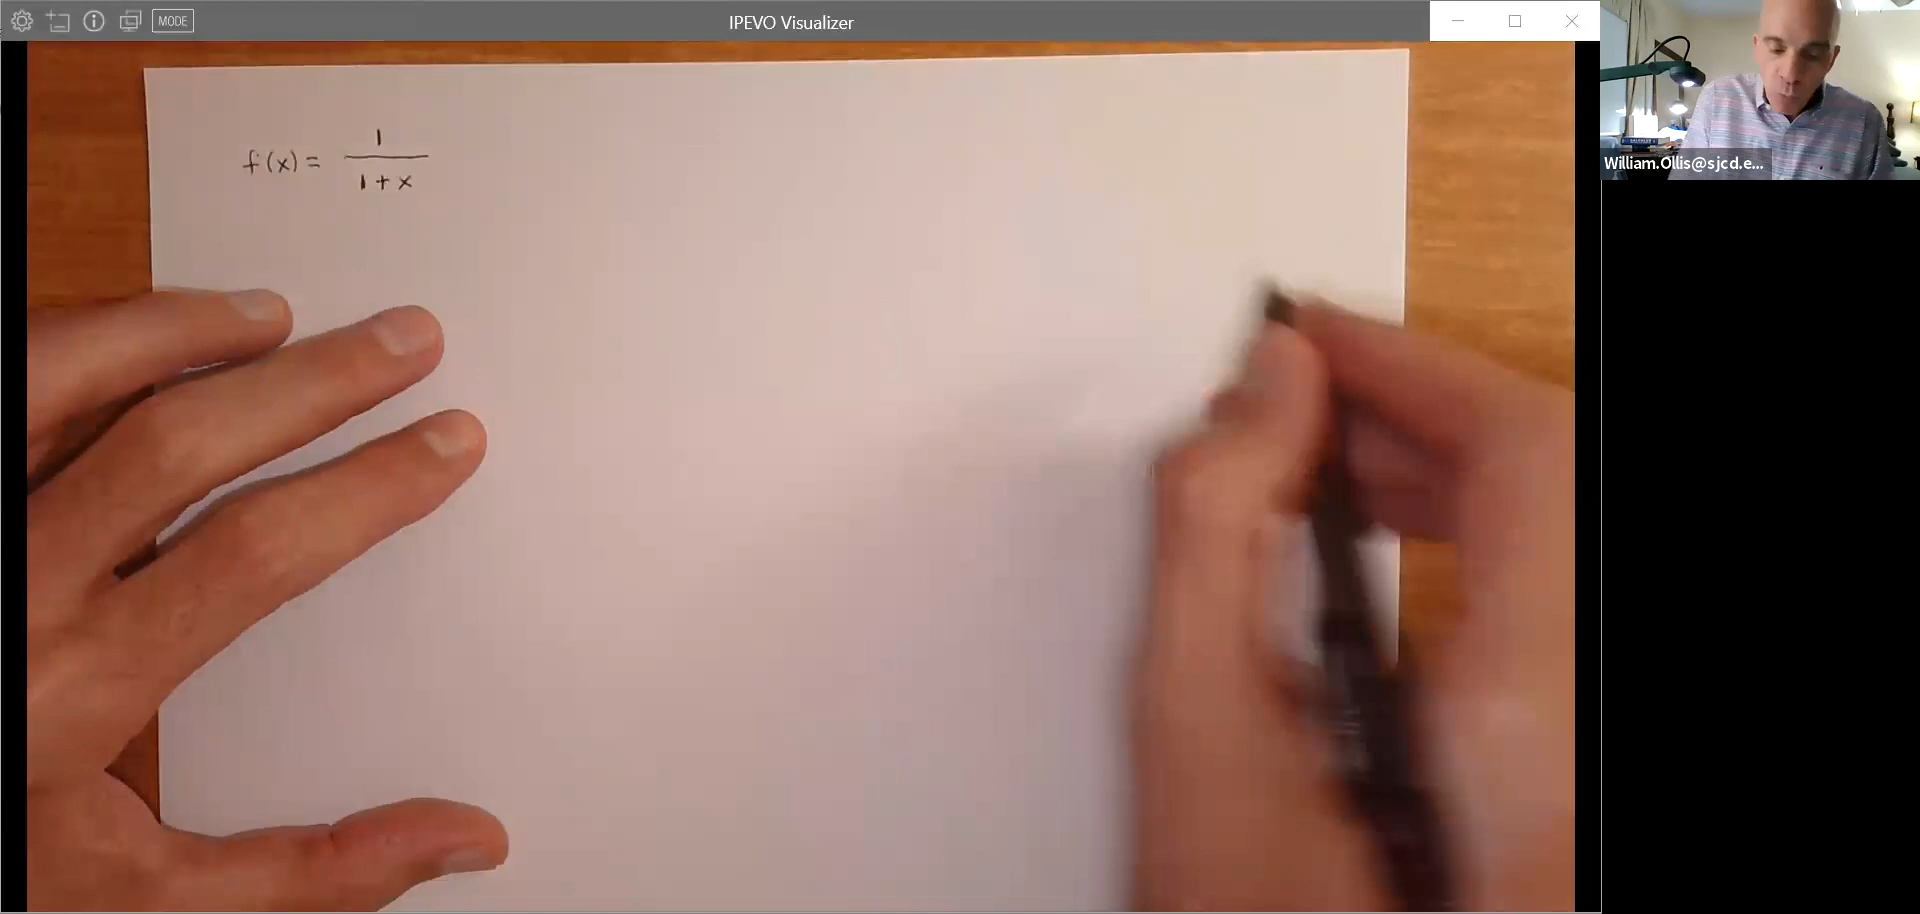 MODE
IPEVO Visualizer
William.Ollis@sjcd.e...
f(x) = 1 / (1 + x)